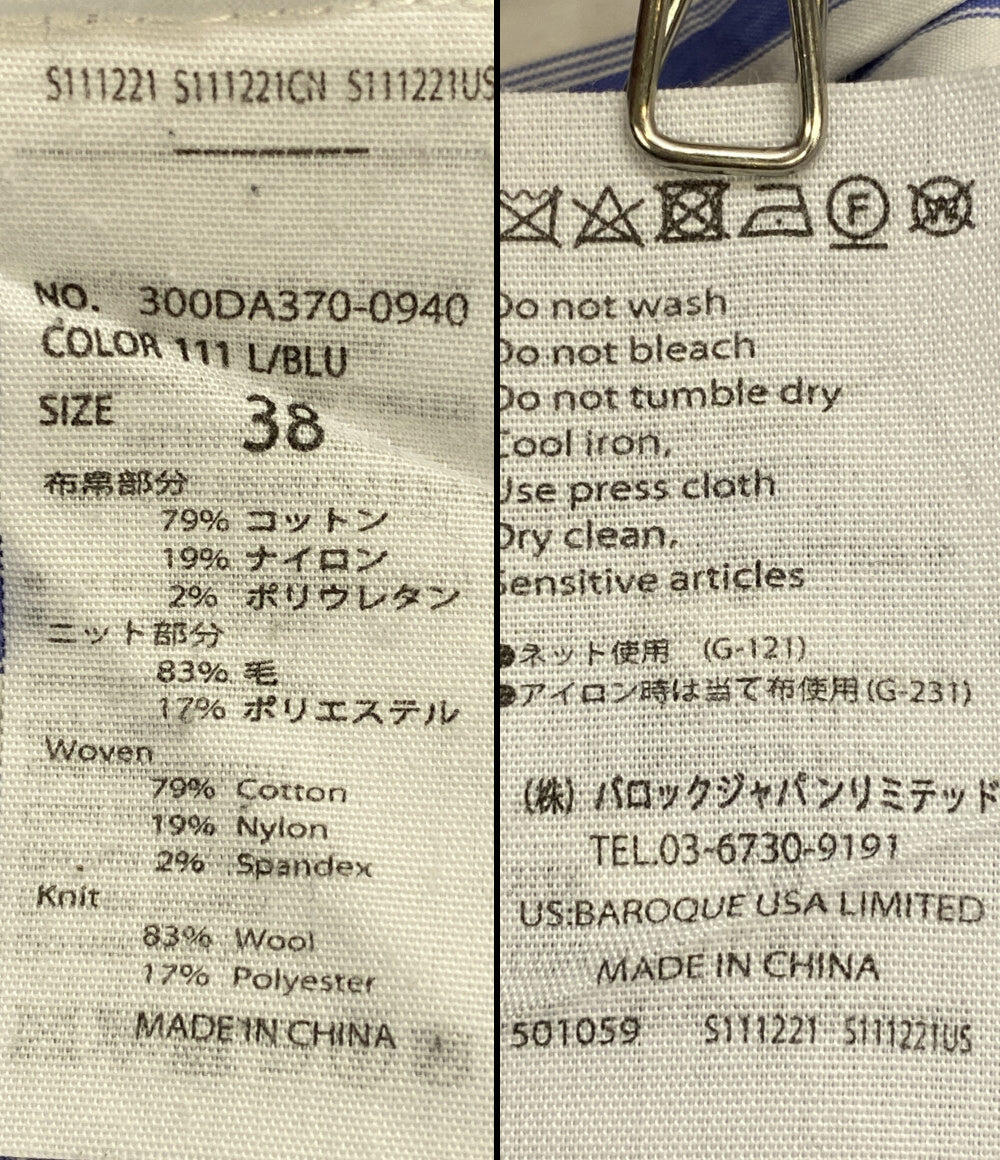 S111221 S111221CN S111221US
NO. 300DA370-0940
COLOR 111 L/BLU
SIZE 38
布帛部分
79% コットン
19% ナイロン
2% ポリウレタン
ニット部分
83% 毛
17% ポリエステル
Woven
79% Cotton
19% Nylon
2% Spandex
Knit
83% Wool
17% Polyester
MADE IN CHINA
F W
Do not wash
Do not bleach
Do not tumble dry
Cool iron,
Use press cloth
Dry clean,
Sensitive articles
●ネット使用 (G-121)
●アイロン時は当て布使用(G-231)
(株) バロックジャパンリミテッド
TEL.03-6730-9191
US:BAROQUE USA LIMITED
MADE IN CHINA
501059 S111221 S111221US